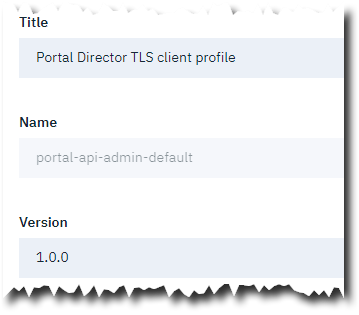 Title
Portal Director TLS client profile
Name
portal-api-admin-default
Version
1.0.0